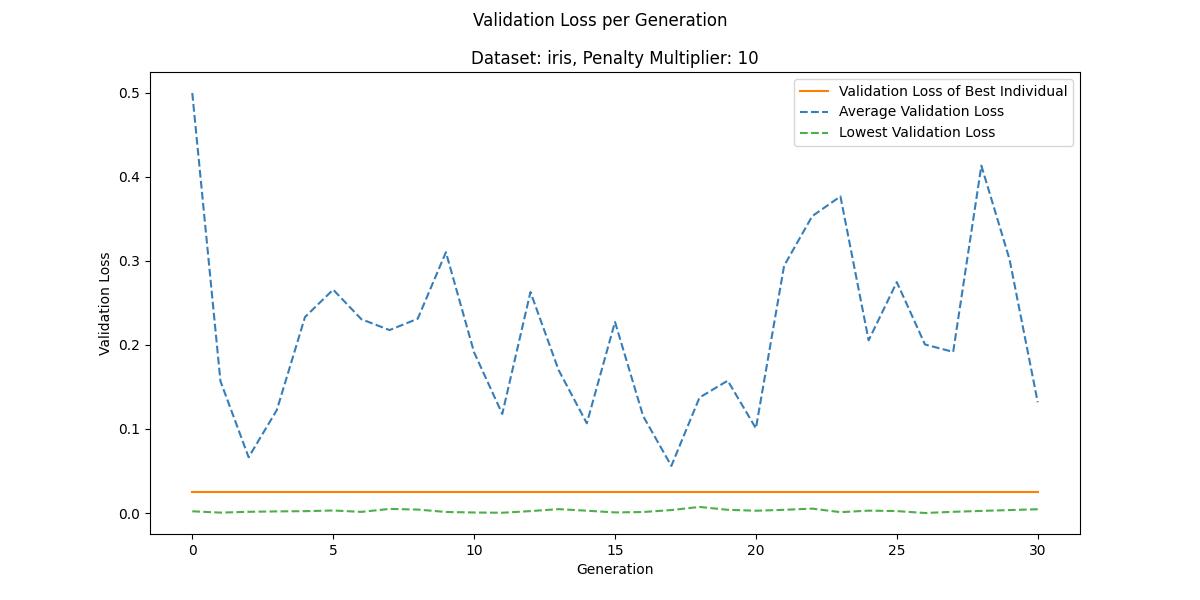 Validation Loss per Generation
Dataset: iris, Penalty Multiplier: 10
Validation Loss of Best Individual
Average Validation Loss
Lowest Validation Loss
Validation Loss
0.5
0.4
0.3
0.2
0.1
0.0
0 5 10 15 20 25 30
Generation